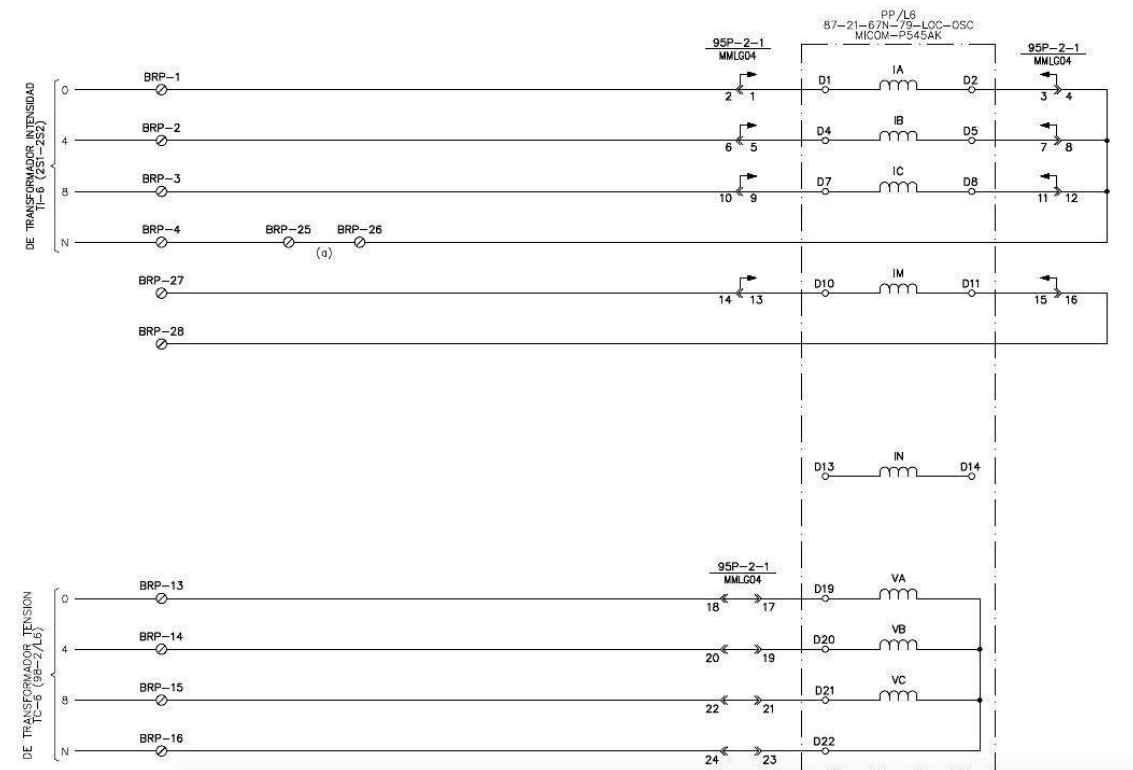 PP/L6
87-21-67N-79-LOC-OSC
MICOM-P545AK
95P-2-1
MMLG04
95P-2-1
MMLG04
DE TRANSFORMADOR INTENSIDAD
TI-6 (2S1-2S2)
0 BRP-1 2 1 D1 IA D2 3 4
4 BRP-2 6 5 D4 IB D5 7 8
8 BRP-3 10 9 D7 IC D8 11 12
N BRP-4 BRP-25 BRP-26
(a)
BRP-27 14 13 D10 IM D11 15 16
BRP-28
D13 IN D14
95P-2-1
MMLG04
DE TRANSFORMADOR TENSION
TC-6 (98-2/L6)
0 BRP-13 18 17 D19 VA
4 BRP-14 20 19 D20 VB
8 BRP-15 22 21 D21 VC
N BRP-16 24 23 D22